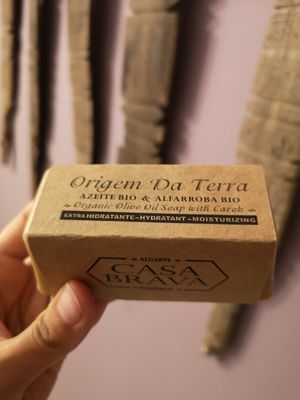 Origem Da Terra
AZEITE BIO & ALFARROBA BIO
Organic Olive Oil Soap with Carob
EXTRA HIDRATANTE-HYDRATANT-MOISTURIZING
ALGARVE
CASA
BRAVA